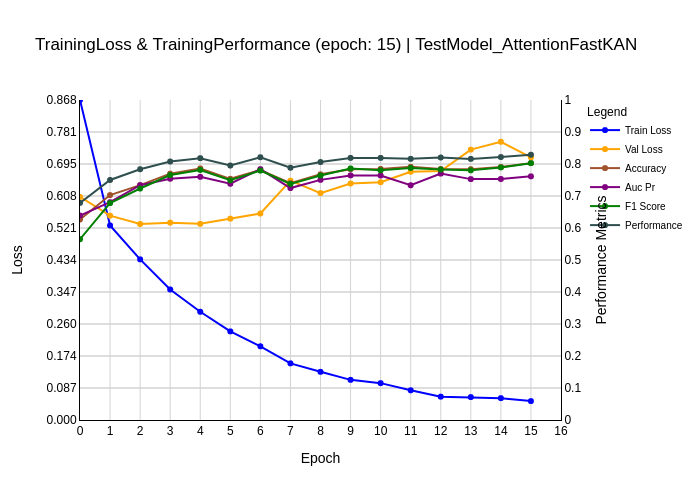 TrainingLoss & TrainingPerformance (epoch: 15) | TestModel_AttentionFastKAN
Legend
Train Loss
Val Loss
Accuracy
Auc Pr
F1 Score
Performance
0.868
0.781
0.695
0.608
0.521
0.434
0.347
0.260
0.174
0.087
0.000
Loss
1
0.9
0.8
0.7
0.6
0.5
0.4
0.3
0.2
0.1
0
Performance Metrics
0 1 2 3 4 5 6 7 8 9 10 11 12 13 14 15 16
Epoch